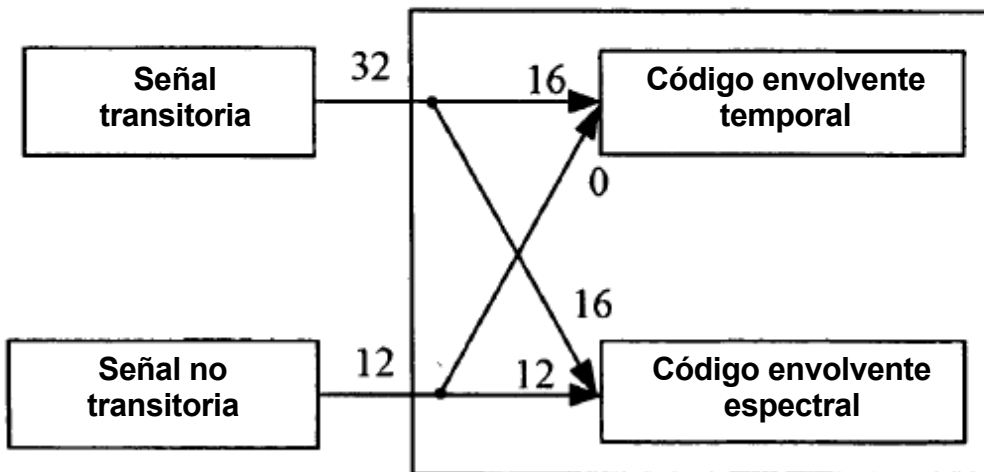 Señal
transitoria
32
16
Código envolvente
temporal
0
16
Señal no
transitoria
12
12
Código envolvente
espectral